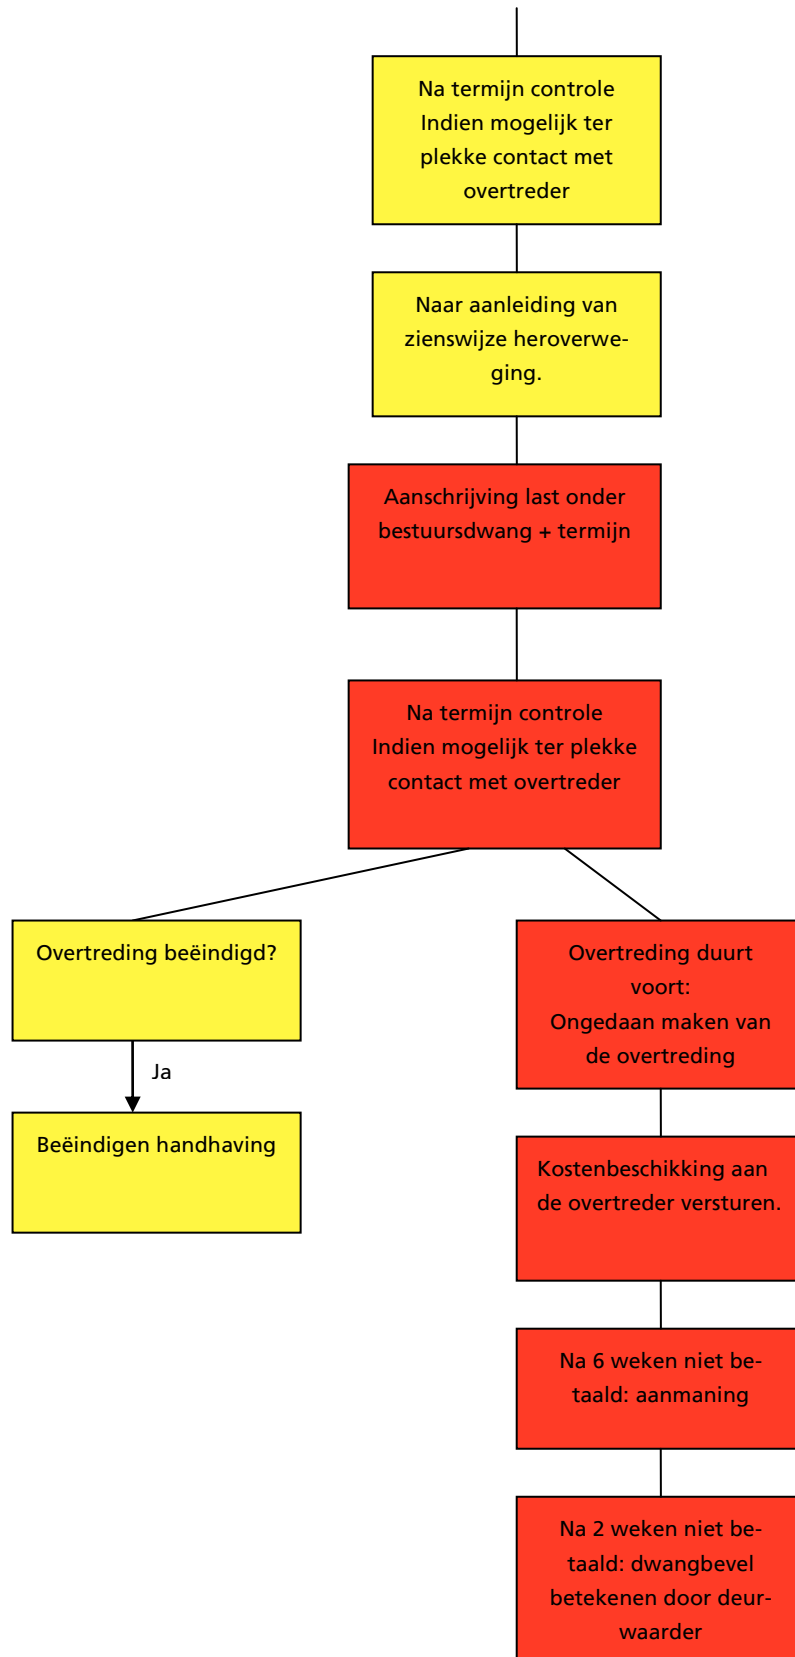 Na termijn controle
Indien mogelijk ter
plekke contact met
overtreder
Naar aanleiding van
zienswijze heroverwe-
ging.
Aanschrijving last onder
bestuursdwang + termijn
Na termijn controle
Indien mogelijk ter plekke
contact met overtreder
Overtreding beëindigd?
Ja
Beëindigen handhaving
Overtreding duurt
voort:
Ongedaan maken van
de overtreding
Kostenbeschikking aan
de overtreder versturen.
Na 6 weken niet be-
taald: aanmaning
Na 2 weken niet be-
taald: dwangbevel
betekenen door deur-
waarder